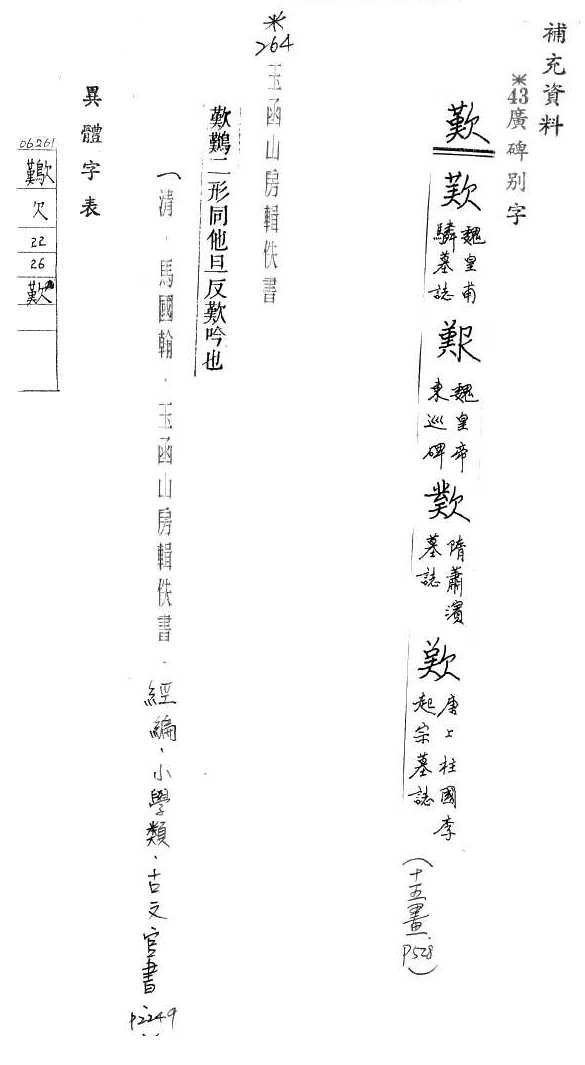 補充資料
※43廣碑別字
歎
歎 魏皇甫驎墓誌
艱 魏皇帝東巡碑
歎 隋蕭濱墓誌
歎 唐上柱國李起宗墓誌
(十五畫.P528)
※264
玉函山房輯佚書
歎鷜二形同他旦反歎吟也
(清.馬國翰.玉函山房輯佚書.經編.小學類.古文官書 P2249
異體字表
06261
欠
22
26
歎